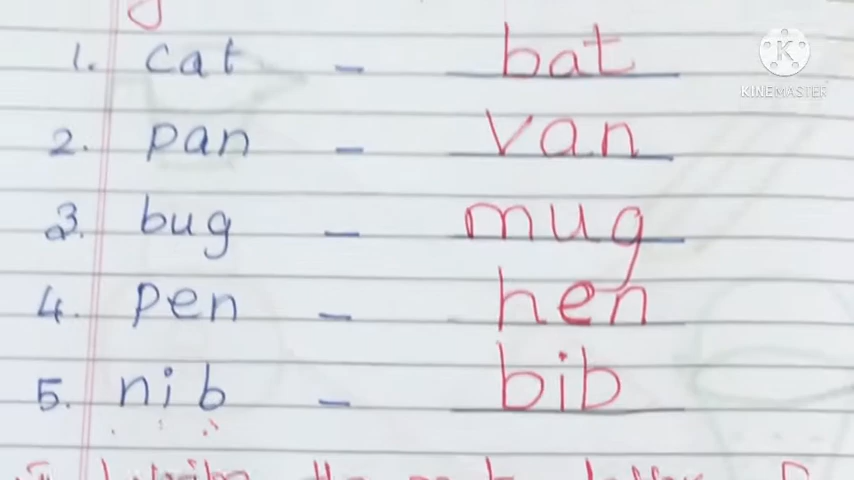 1. cat - bat
KINEMASTER
2. pan - van
3. bug - mug
4. pen - hen
5. nib - bib